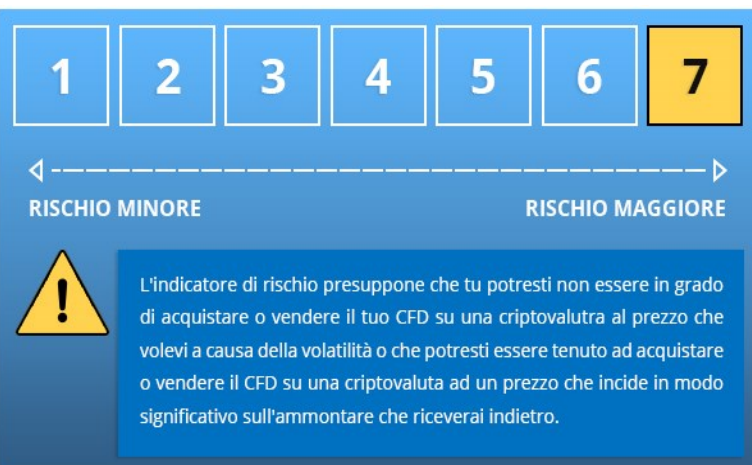 1 2 3 4 5 6 7
RISCHIO MINORE RISCHIO MAGGIORE
!
L'indicatore di rischio presuppone che tu potresti non essere in grado
di acquistare o vendere il tuo CFD su una criptovalutra al prezzo che
volevi a causa della volatilità o che potresti essere tenuto ad acquistare
o vendere il CFD su una criptovaluta ad un prezzo che incide in modo
significativo sull'ammontare che riceverai indietro.